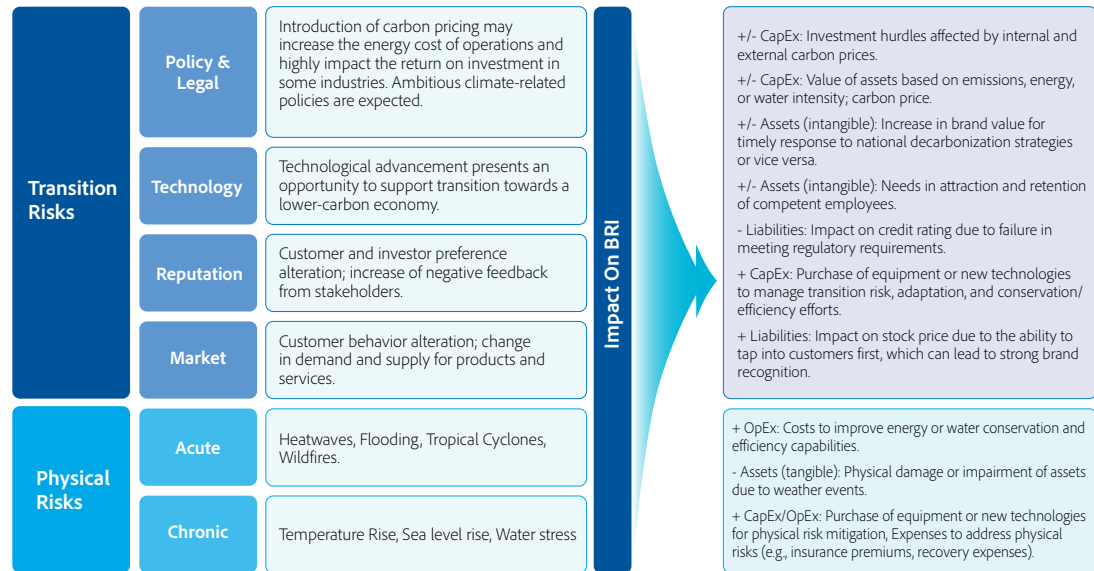 Transition
Risks
Policy &
Legal
Introduction of carbon pricing may
increase the energy cost of operations and
highly impact the return on investment in
some industries. Ambitious climate-related
policies are expected.
Technology
Technological advancement presents an
opportunity to support transition towards a
lower-carbon economy.
Reputation
Customer and investor preference
alteration; increase of negative feedback
from stakeholders.
Market
Customer behavior alteration; change
in demand and supply for products and
services.
Physical
Risks
Acute
Heatwaves, Flooding, Tropical Cyclones,
Wildfires.
Chronic
Temperature Rise, Sea level rise, Water stress
Impact On BRI
+/- CapEx: Investment hurdles affected by internal and
external carbon prices.
+/- CapEx: Value of assets based on emissions, energy,
or water intensity; carbon price.
+/- Assets (intangible): Increase in brand value for
timely response to national decarbonization strategies
or vice versa.
+/- Assets (intangible): Needs in attraction and retention
of competent employees.
- Liabilities: Impact on credit rating due to failure in
meeting regulatory requirements.
+ CapEx: Purchase of equipment or new technologies
to manage transition risk, adaptation, and conservation/
efficiency efforts.
+ Liabilities: Impact on stock price due to the ability to
tap into customers first, which can lead to strong brand
recognition.
+ OpEx: Costs to improve energy or water conservation and
efficiency capabilities.
- Assets (tangible): Physical damage or impairment of assets
due to weather events.
+ CapEx/OpEx: Purchase of equipment or new technologies
for physical risk mitigation, Expenses to address physical
risks (e.g., insurance premiums, recovery expenses).